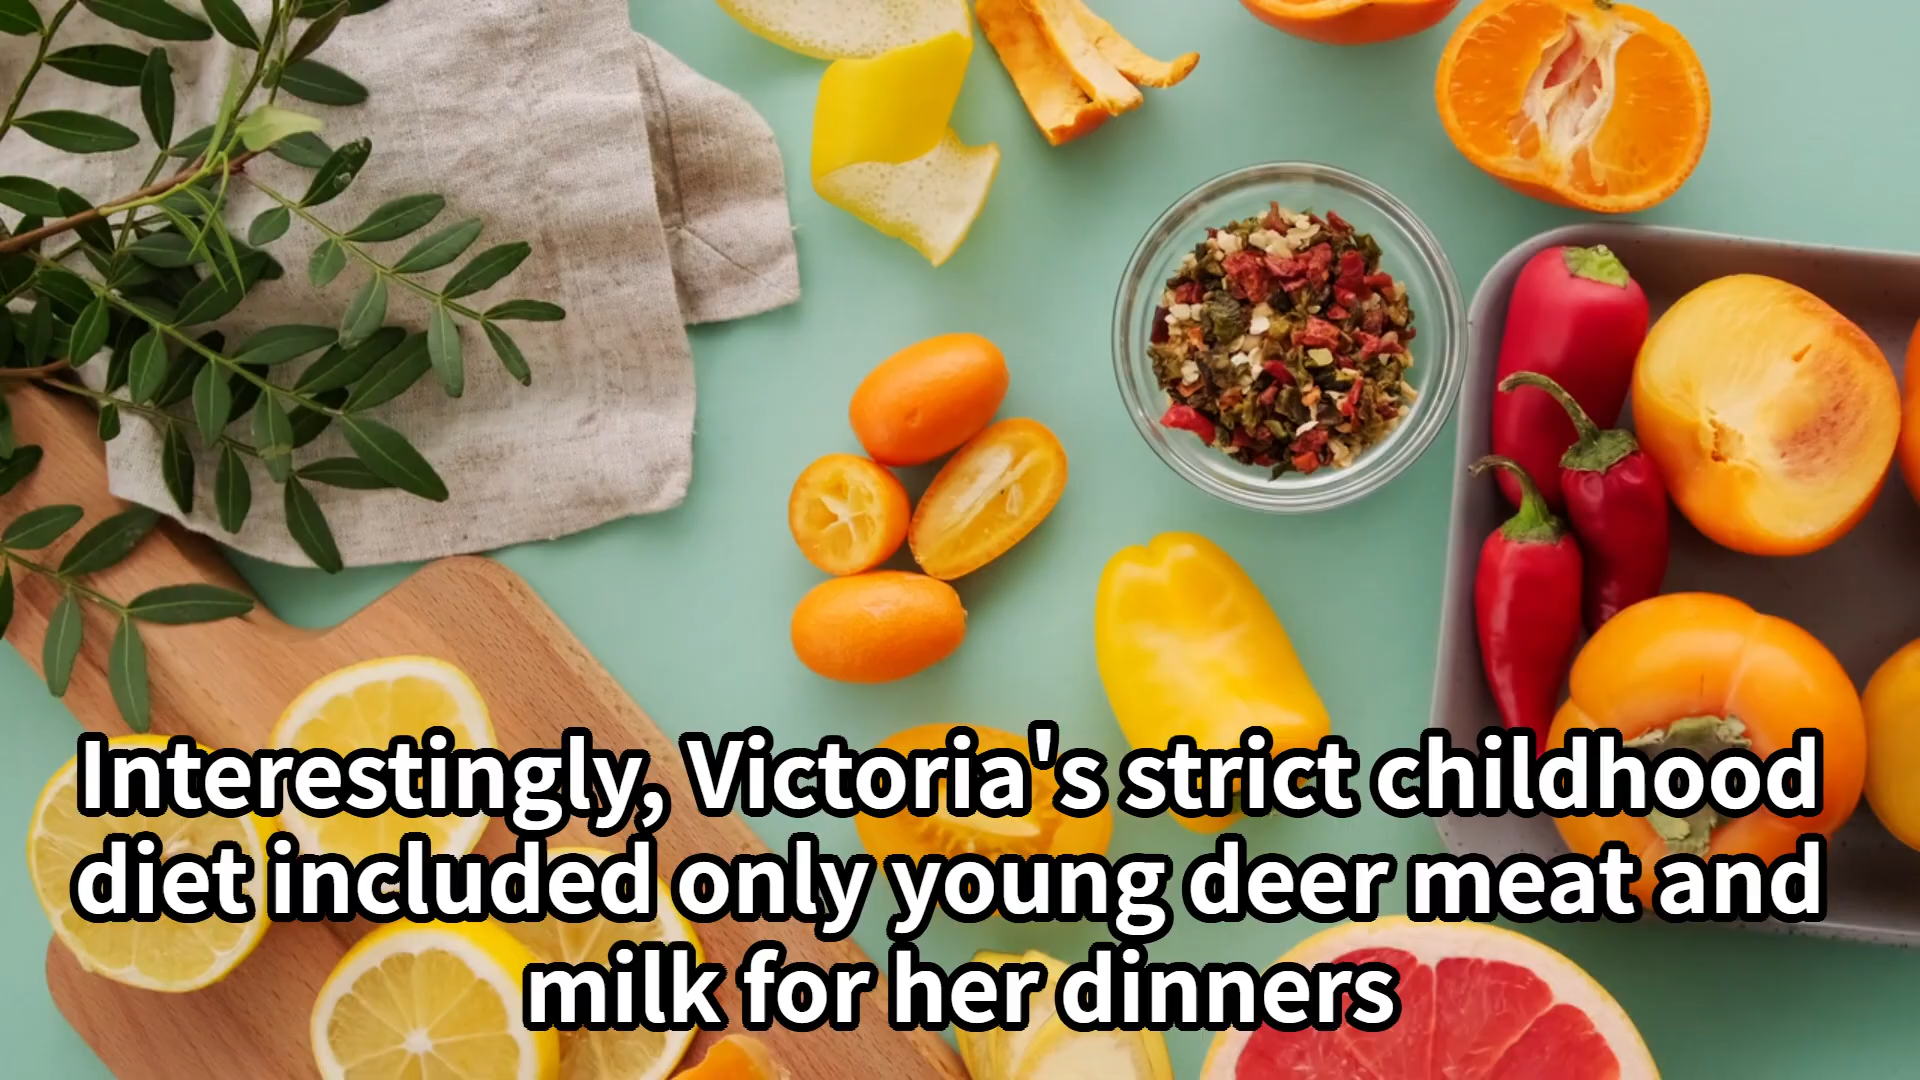 Interestingly, Victoria's strict childhood
diet included only young deer meat and
milk for her dinners